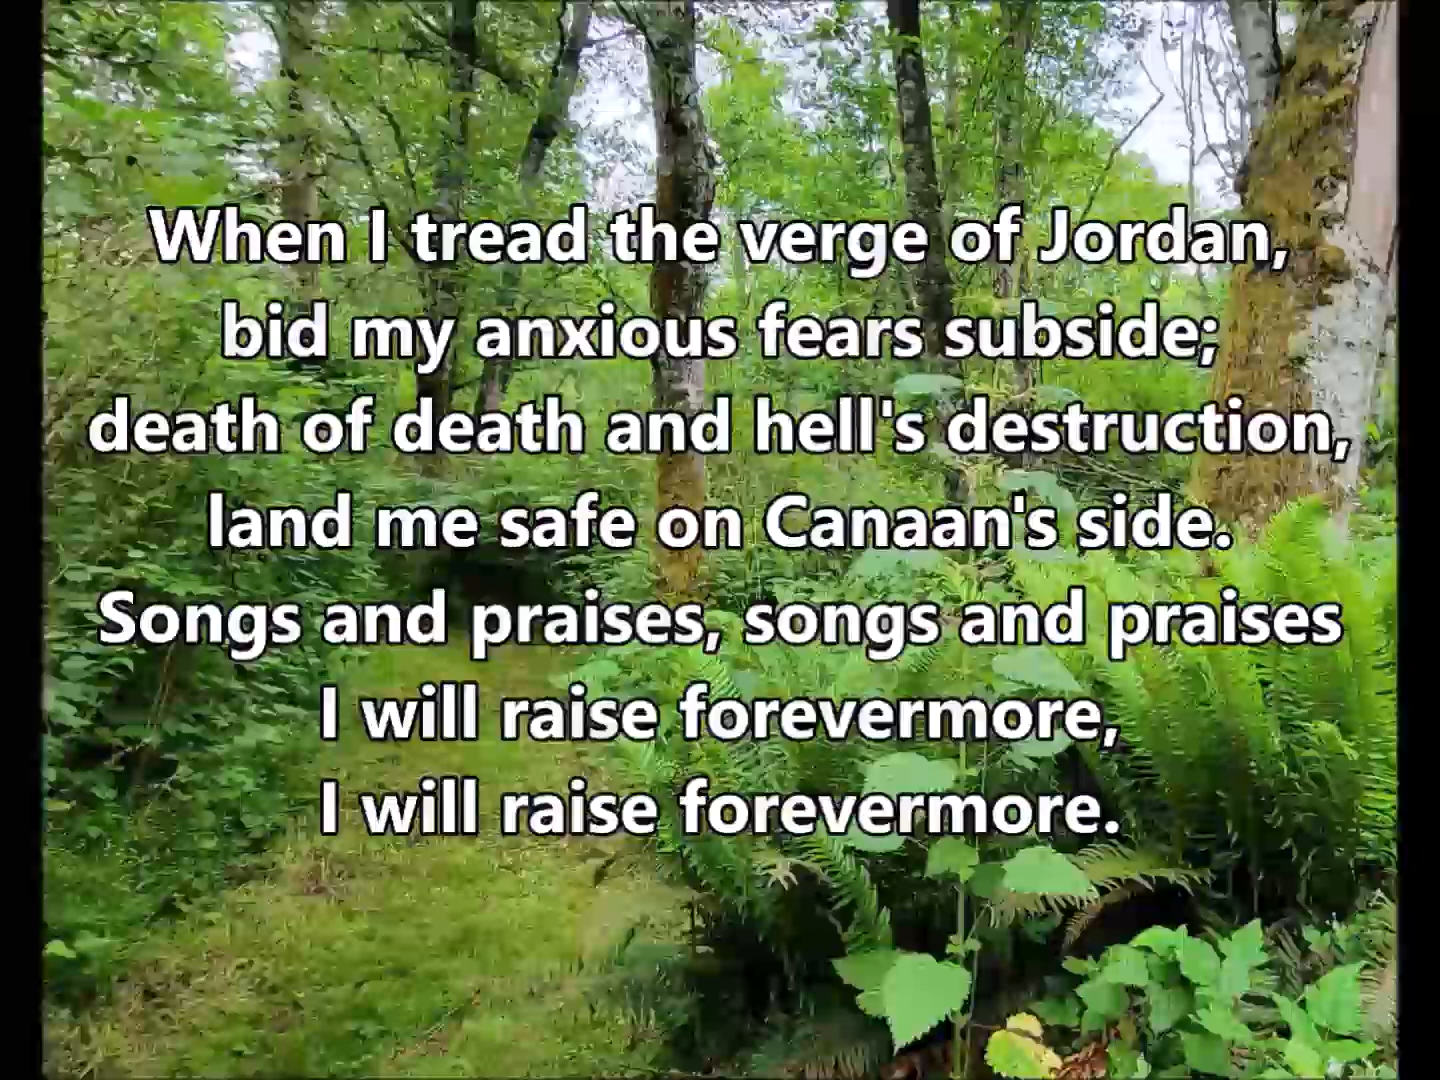 When I tread the verge of Jordan,
bid my anxious fears subside;
death of death and hell's destruction,
land me safe on Canaan's side.
Songs and praises, songs and praises
I will raise forevermore,
I will raise forevermore.